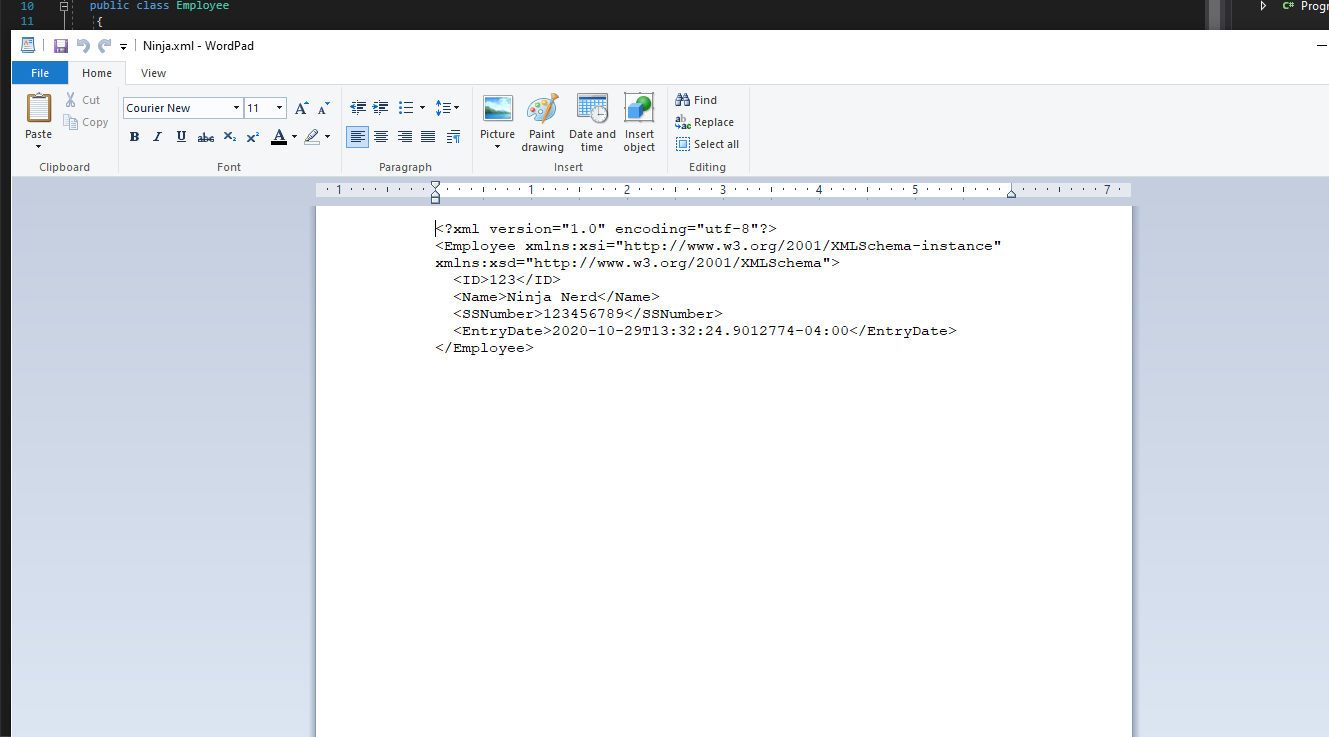 10 public class Employee
11 {
Progr
Ninja.xml - WordPad
File Home View
Paste
Cut
Copy
Clipboard
Courier New 11
B I U abc X₂ X²
A
Font
Paragraph
Picture
Paint drawing
Date and time
Insert object
Insert
Find
Replace
Select all
Editing
1 1 2 3 4 5 7
<?xml version="1.0" encoding="utf-8"?>
<Employee xmlns:xsi="http://www.w3.org/2001/XMLSchema-instance"
xmlns:xsd="http://www.w3.org/2001/XMLSchema">
  <ID>123</ID>
  <Name>Ninja Nerd</Name>
  <SSNumber>123456789</SSNumber>
  <EntryDate>2020-10-29T13:32:24.9012774-04:00</EntryDate>
</Employee>